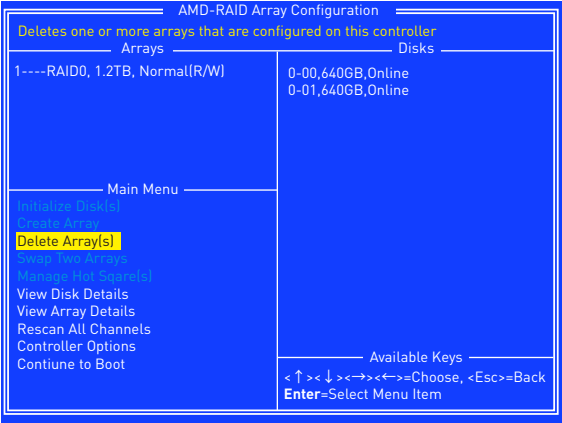 AMD-RAID Array Configuration
Deletes one or more arrays that are configured on this controller
Arrays
1----RAID0, 1.2TB, Normal(R/W)
Disks
0-00,640GB,Online
0-01,640GB,Online
Main Menu
Initialize Disk(s)
Create Array
Delete Array(s)
Swap Two Arrays
Manage Hot Sqare(s)
View Disk Details
View Array Details
Rescan All Channels
Controller Options
Contiune to Boot
Available Keys
<↑><↓><→><←>=Choose, <Esc>=Back
Enter=Select Menu Item